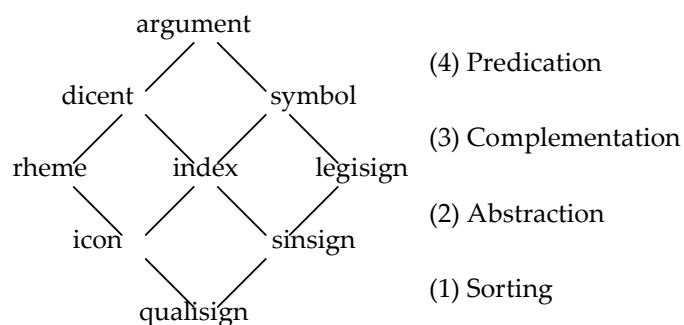 argument
(4) Predication
dicent symbol
(3) Complementation
rheme index legisign
(2) Abstraction
icon sinsign
(1) Sorting
qualisign